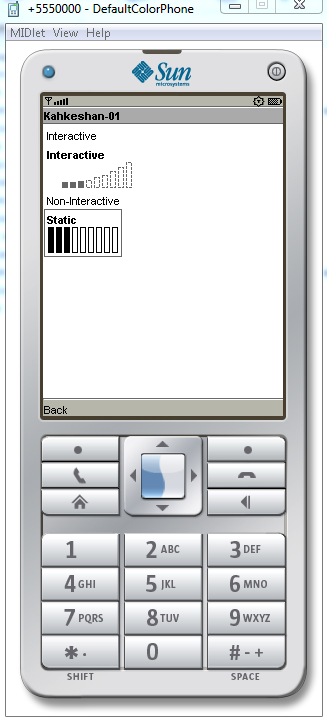 +5550000 - DefaultColorPhone
MIDlet View Help
Sun
microsystems
Kahkeshan-01
Interactive
Interactive
Non-Interactive
Static
Back
1 2 ABC 3 DEF
4 GHI 5 JKL 6 MNO
7 PQRS 8 TUV 9 WXYZ
* . 0 # - +
SHIFT SPACE